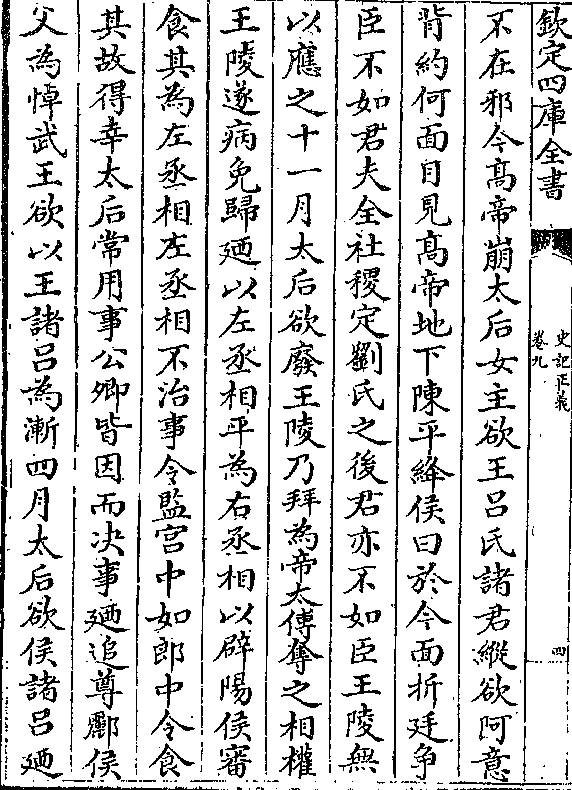 欽定四庫全書
史記正義
卷九
四
不在邪今髙帝崩太后女主欲王吕氏諸君縱欲阿意
背約何面目見髙帝地下陳平絳侯曰於今面折廷争
臣不如君夫全社稷定劉氏之後君亦不如臣王陵無
以應之十一月太后欲廢王陵乃拜為帝太傅奪之相權
王陵遂病免歸廼以左丞相平為右丞相以辟陽侯審
食其為左丞相左丞相不治事令監宫中如郎中令食
其故得幸太后常用事公卿皆因而决事廼追尊酈侯
父為悼武王欲以王諸吕為漸四月太后欲侯諸吕廼